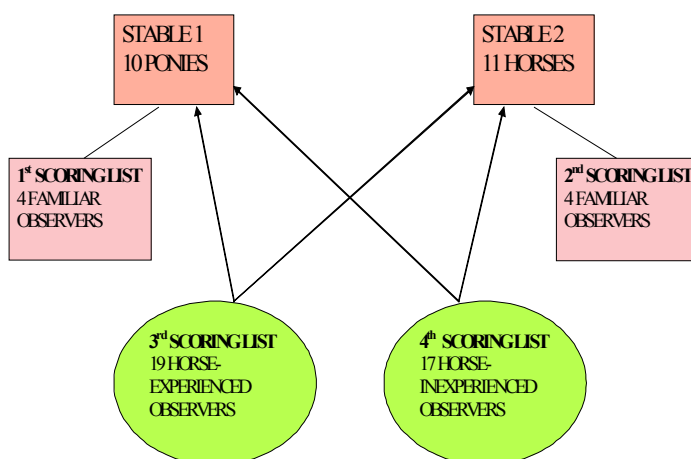 STABLE 1
10 PONIES
STABLE 2
11 HORSES
1st SCORING LIST
4 FAMILIAR
OBSERVERS
2nd SCORING LIST
4 FAMILIAR
OBSERVERS
3rd SCORING LIST
19 HORSE-
EXPERIENCED
OBSERVERS
4th SCORING LIST
17 HORSE-
INEXPERIENCED
OBSERVERS